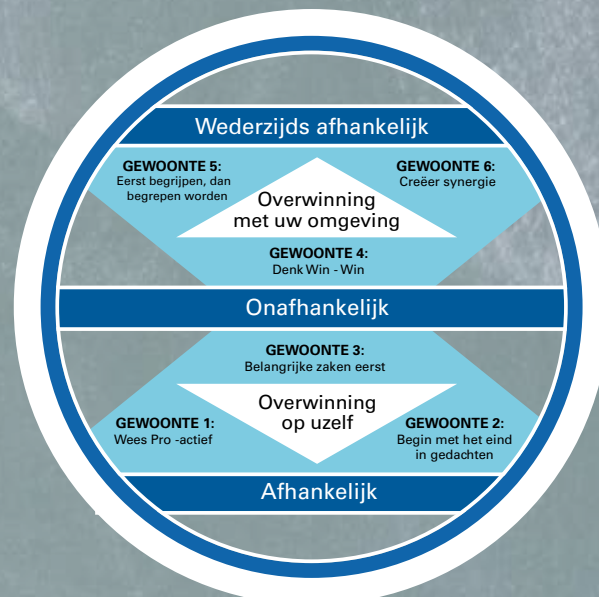 Wederzijds afhankelijk
GEWOONTE 5:
Eerst begrijpen, dan
begrepen worden
GEWOONTE 6:
Creëer synergie
Overwinning
met uw omgeving
GEWOONTE 4:
Denk Win - Win
Onafhankelijk
GEWOONTE 3:
Belangrijke zaken eerst
Overwinning
op uzelf
GEWOONTE 1:
Wees Pro -actief
GEWOONTE 2:
Begin met het eind
in gedachten
Afhankelijk